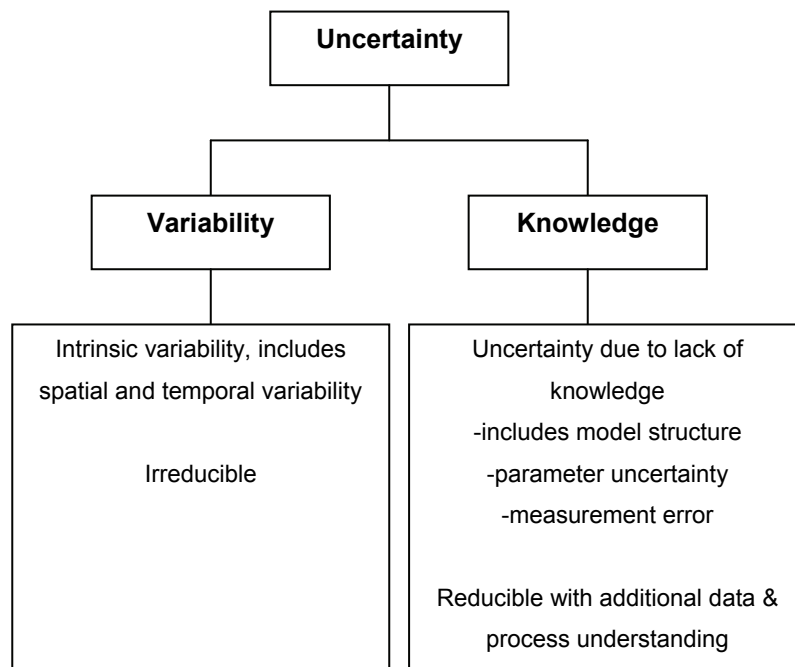 Uncertainty
Variability
Knowledge
Intrinsic variability, includes
spatial and temporal variability
Irreducible
Uncertainty due to lack of
knowledge
-includes model structure
-parameter uncertainty
-measurement error
Reducible with additional data &
process understanding